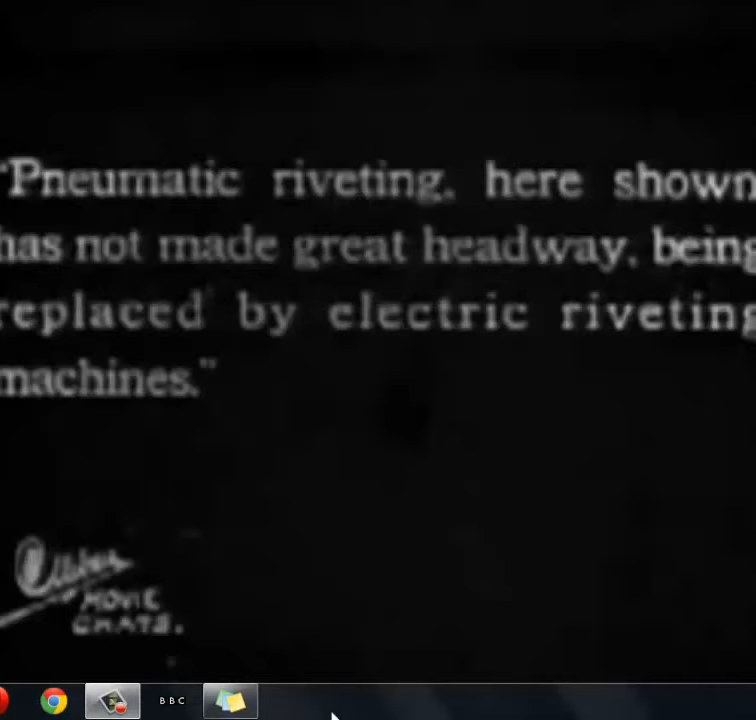 "Pneumatic riveting, here shown
has not made great headway, being
replaced by electric riveting
machines."
MOVIE
CHATS.
BBC